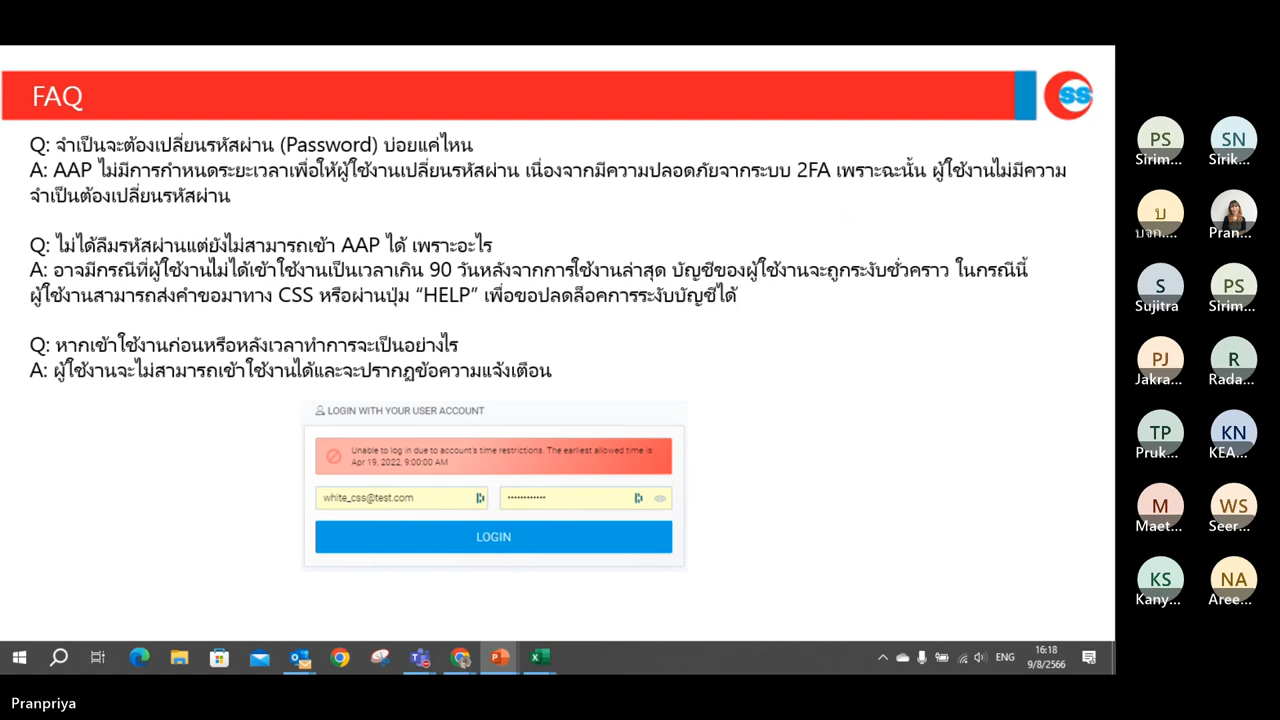 FAQ
SS
Q: จำเป็นจะต้องเปลี่ยนรหัสผ่าน (Password) บ่อยแค่ไหน
A: AAP ไม่มีการกำหนดระยะเวลาเพื่อให้ผู้ใช้งานเปลี่ยนรหัสผ่าน เนื่องจากมีความปลอดภัยจากระบบ 2FA เพราะฉะนั้น ผู้ใช้งานไม่มีความ
จำเป็นต้องเปลี่ยนรหัสผ่าน
Q: ไม่ได้ลืมรหัสผ่านแต่ยังไม่สามารถเข้า AAP ได้ เพราะอะไร
A: อาจมีกรณีที่ผู้ใช้งานไม่ได้เข้าใช้งานเป็นเวลาเกิน 90 วันหลังจากการใช้งานล่าสุด บัญชีของผู้ใช้งานจะถูกระงับชั่วคราว ในกรณีนี้
ผู้ใช้งานสามารถส่งคำขอมาทาง CSS หรือผ่านปุ่ม “HELP” เพื่อขอปลดล็อคการระงับบัญชีได้
Q: หากเข้าใช้งานก่อนหรือหลังเวลาทำการจะเป็นอย่างไร
A: ผู้ใช้งานจะไม่สามารถเข้าใช้งานได้และจะปรากฏข้อความแจ้งเตือน
LOGIN WITH YOUR USER ACCOUNT
Unable to log in due to account's time restrictions. The earliest allowed time is:
Apr 19, 2022, 9:00:00 AM
white_css@test.com
LOGIN
PS SN
Sirim... Sirik...
บ
บจก.... Pran...
S PS
Sujitra Sirim...
PJ R
Jakra... Rada...
TP KN
Pruk... KEA...
M WS
Maet... Seer...
KS NA
Kany... Aree...
ENG
16:18
9/8/2566
Pranpriya